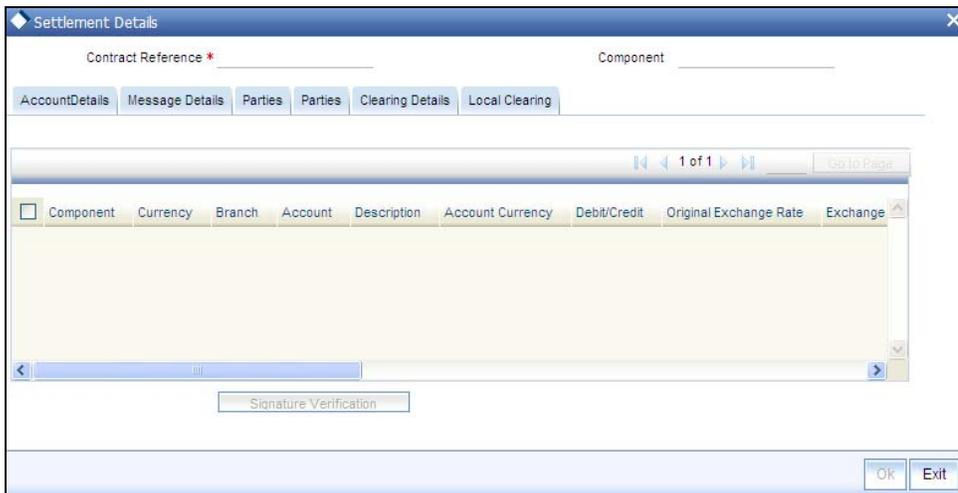 Settlement Details
Contract Reference * Component
AccountDetails Message Details Parties Parties Clearing Details Local Clearing
1 of 1 Go to Page
Component Currency Branch Account Description Account Currency Debit/Credit Original Exchange Rate Exchange
Signature Verification
Ok Exit